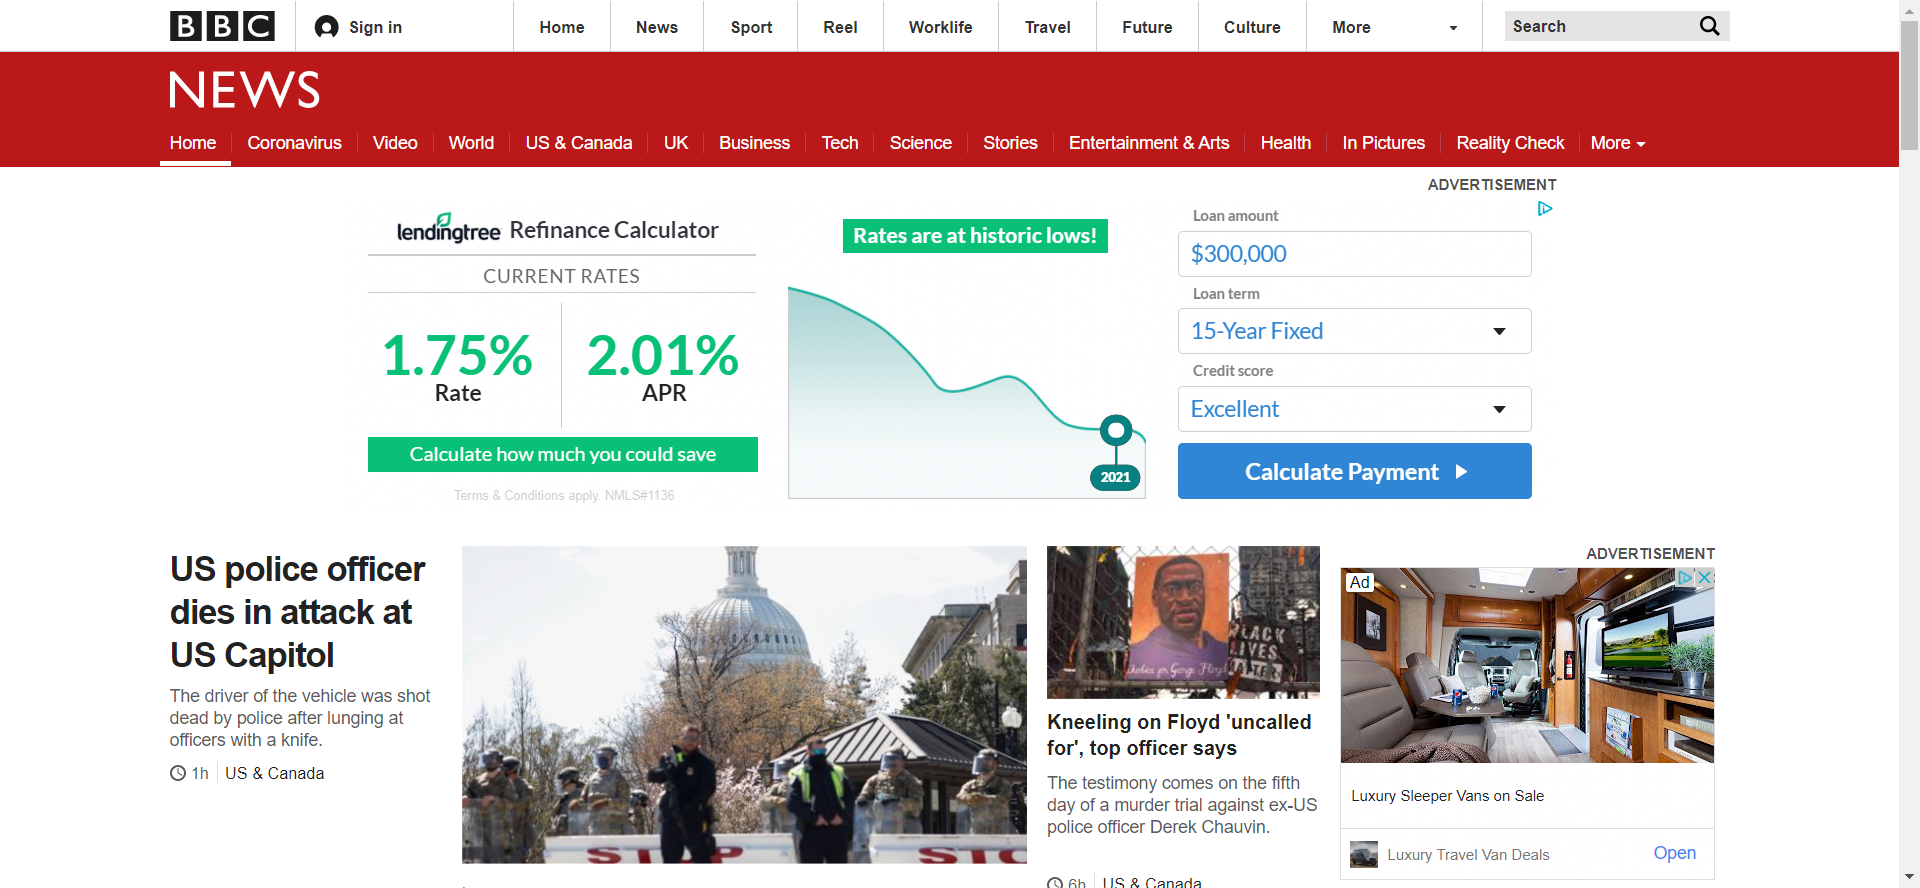 BBC
Sign in
Home
News
Sport
Reel
Worklife
Travel
Future
Culture
More
Search
NEWS
Home
Coronavirus
Video
World
US & Canada
UK
Business
Tech
Science
Stories
Entertainment & Arts
Health
In Pictures
Reality Check
More
ADVERTISEMENT
lendingtree Refinance Calculator
CURRENT RATES
1.75%
Rate
2.01%
APR
Calculate how much you could save
Terms & Conditions apply. NMLS#1136
Rates are at historic lows!
2021
Loan amount
$300,000
Loan term
15-Year Fixed
Credit score
Excellent
Calculate Payment
US police officer
dies in attack at
US Capitol
The driver of the vehicle was shot
dead by police after lunging at
officers with a knife.
1h
US & Canada
Justice for George Floyd
BLACK
LIVES
Kneeling on Floyd 'uncalled
for', top officer says
The testimony comes on the fifth
day of a murder trial against ex-US
police officer Derek Chauvin.
6h
US & Canada
ADVERTISEMENT
Ad
Luxury Sleeper Vans on Sale
Luxury Travel Van Deals
Open